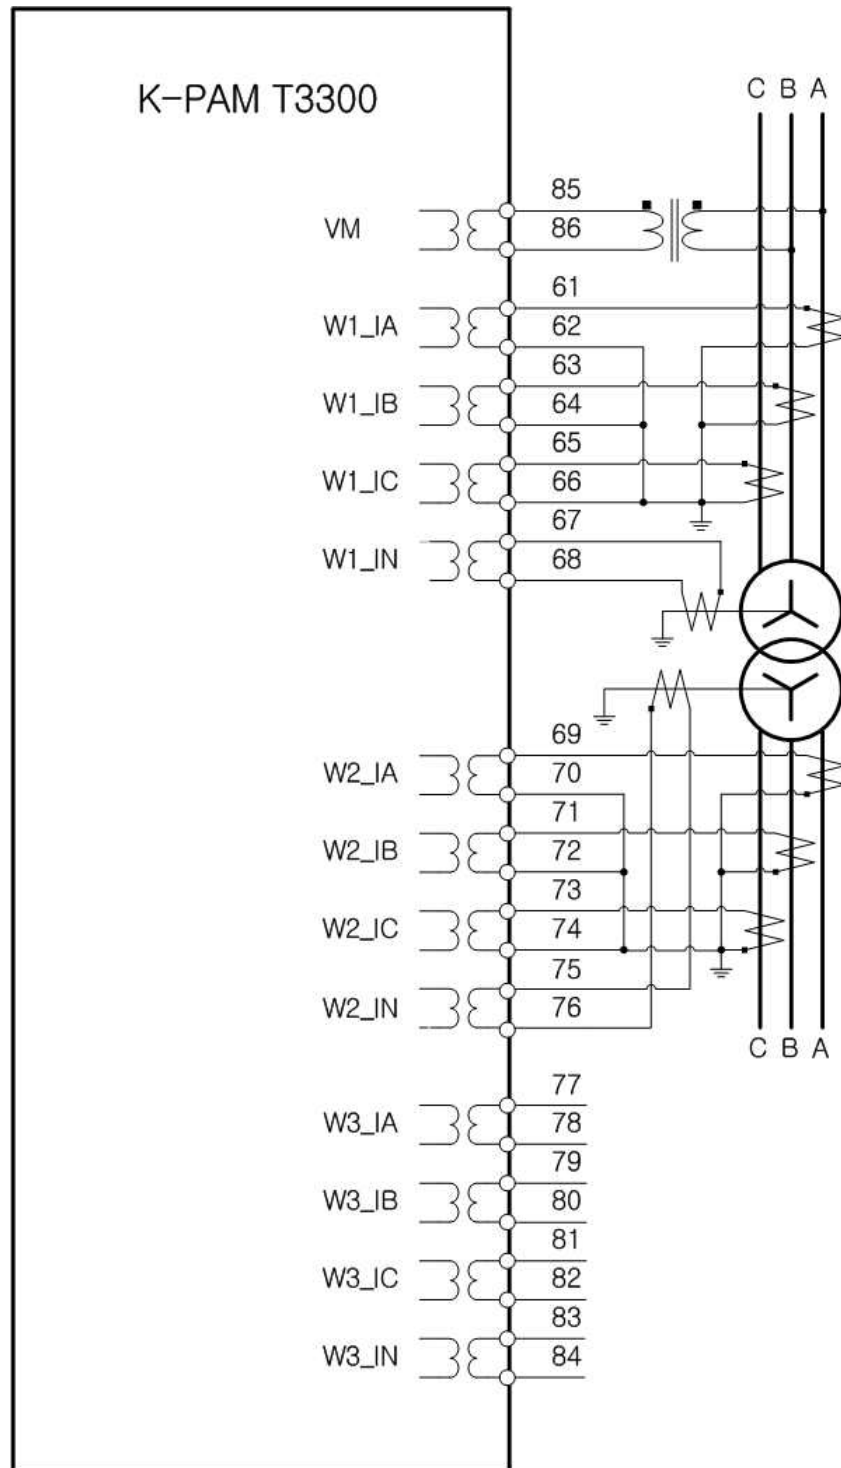 K-PAM T3300
C B A
85
VM
86
61
W1_IA
62
63
W1_IB
64
65
W1_IC
66
67
W1_IN
68
69
W2_IA
70
71
W2_IB
72
73
W2_IC
74
75
W2_IN
76
C B A
77
W3_IA
78
79
W3_IB
80
81
W3_IC
82
83
W3_IN
84